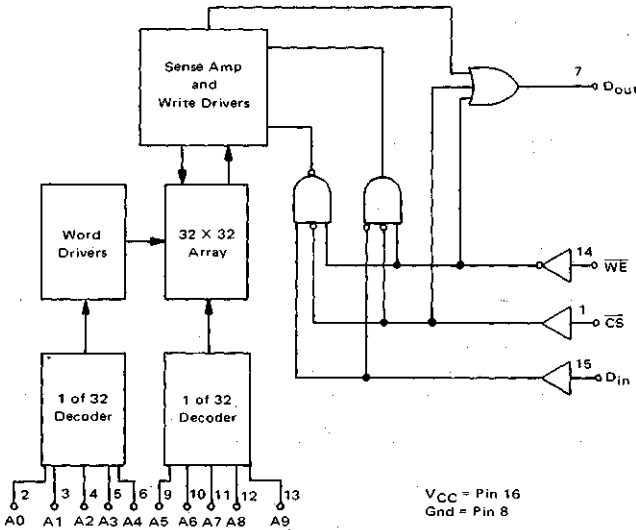 Sense Amp
and
Write Drivers
7
Dout
Word
Drivers
32 X 32
Array
14
WE
1
CS
15
Din
1 of 32
Decoder
1 of 32
Decoder
2
3
4
5
6
9
10
11
12
13
A0
A1
A2
A3
A4
A5
A6
A7
A8
A9
VCC = Pin 16
Gnd = Pin 8